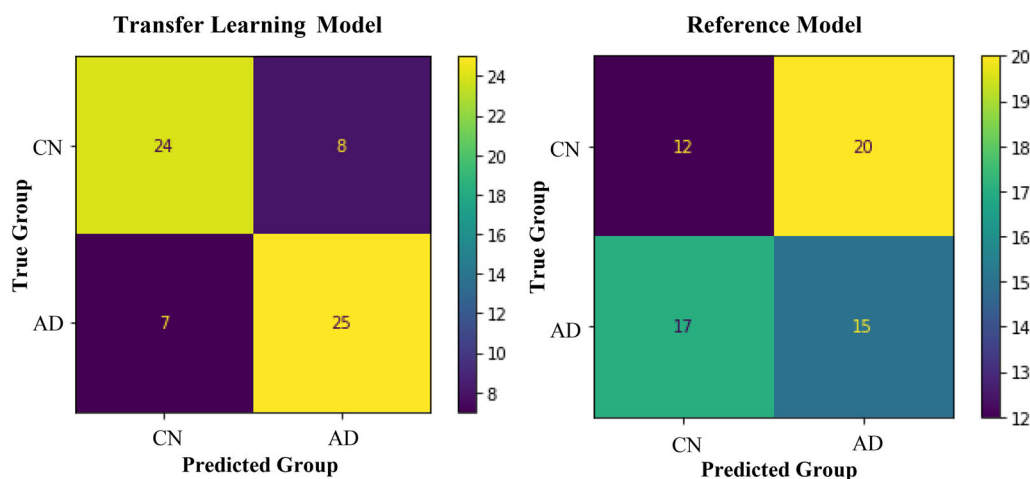 Transfer Learning Model
True Group
CN
AD
24
8
7
25
CN
AD
Predicted Group
24
22
20
18
16
14
12
10
8
Reference Model
True Group
CN
AD
12
20
17
15
CN
AD
Predicted Group
20
19
18
17
16
15
14
13
12